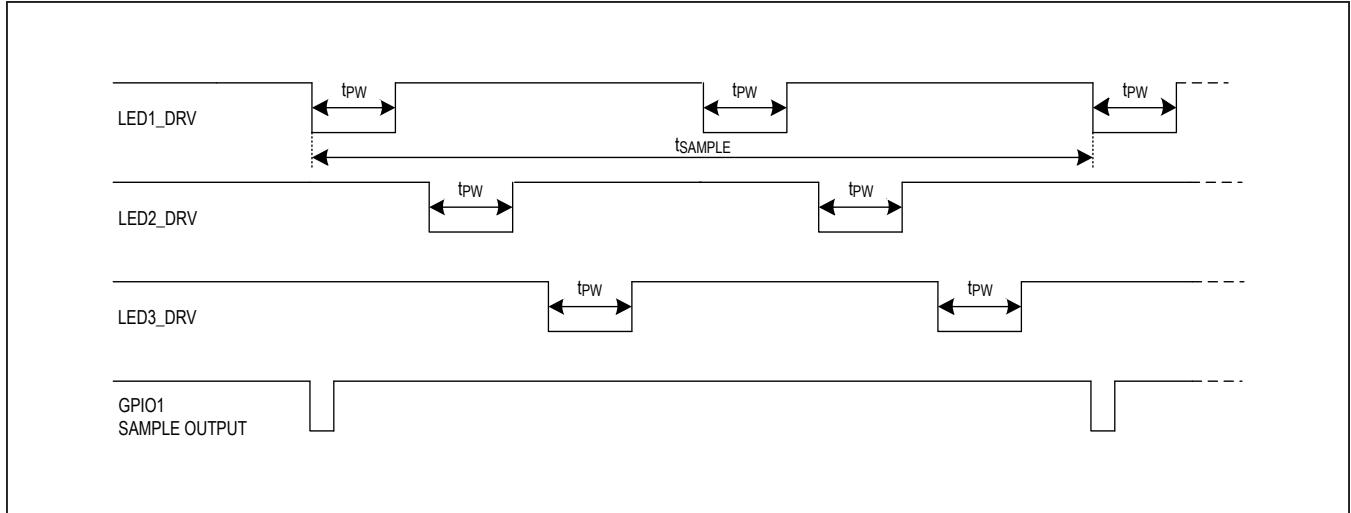 tPW tPW tPW
LED1_DRV
tSAMPLE
tPW tPW
LED2_DRV
tPW tPW
LED3_DRV
GPIO1
SAMPLE OUTPUT